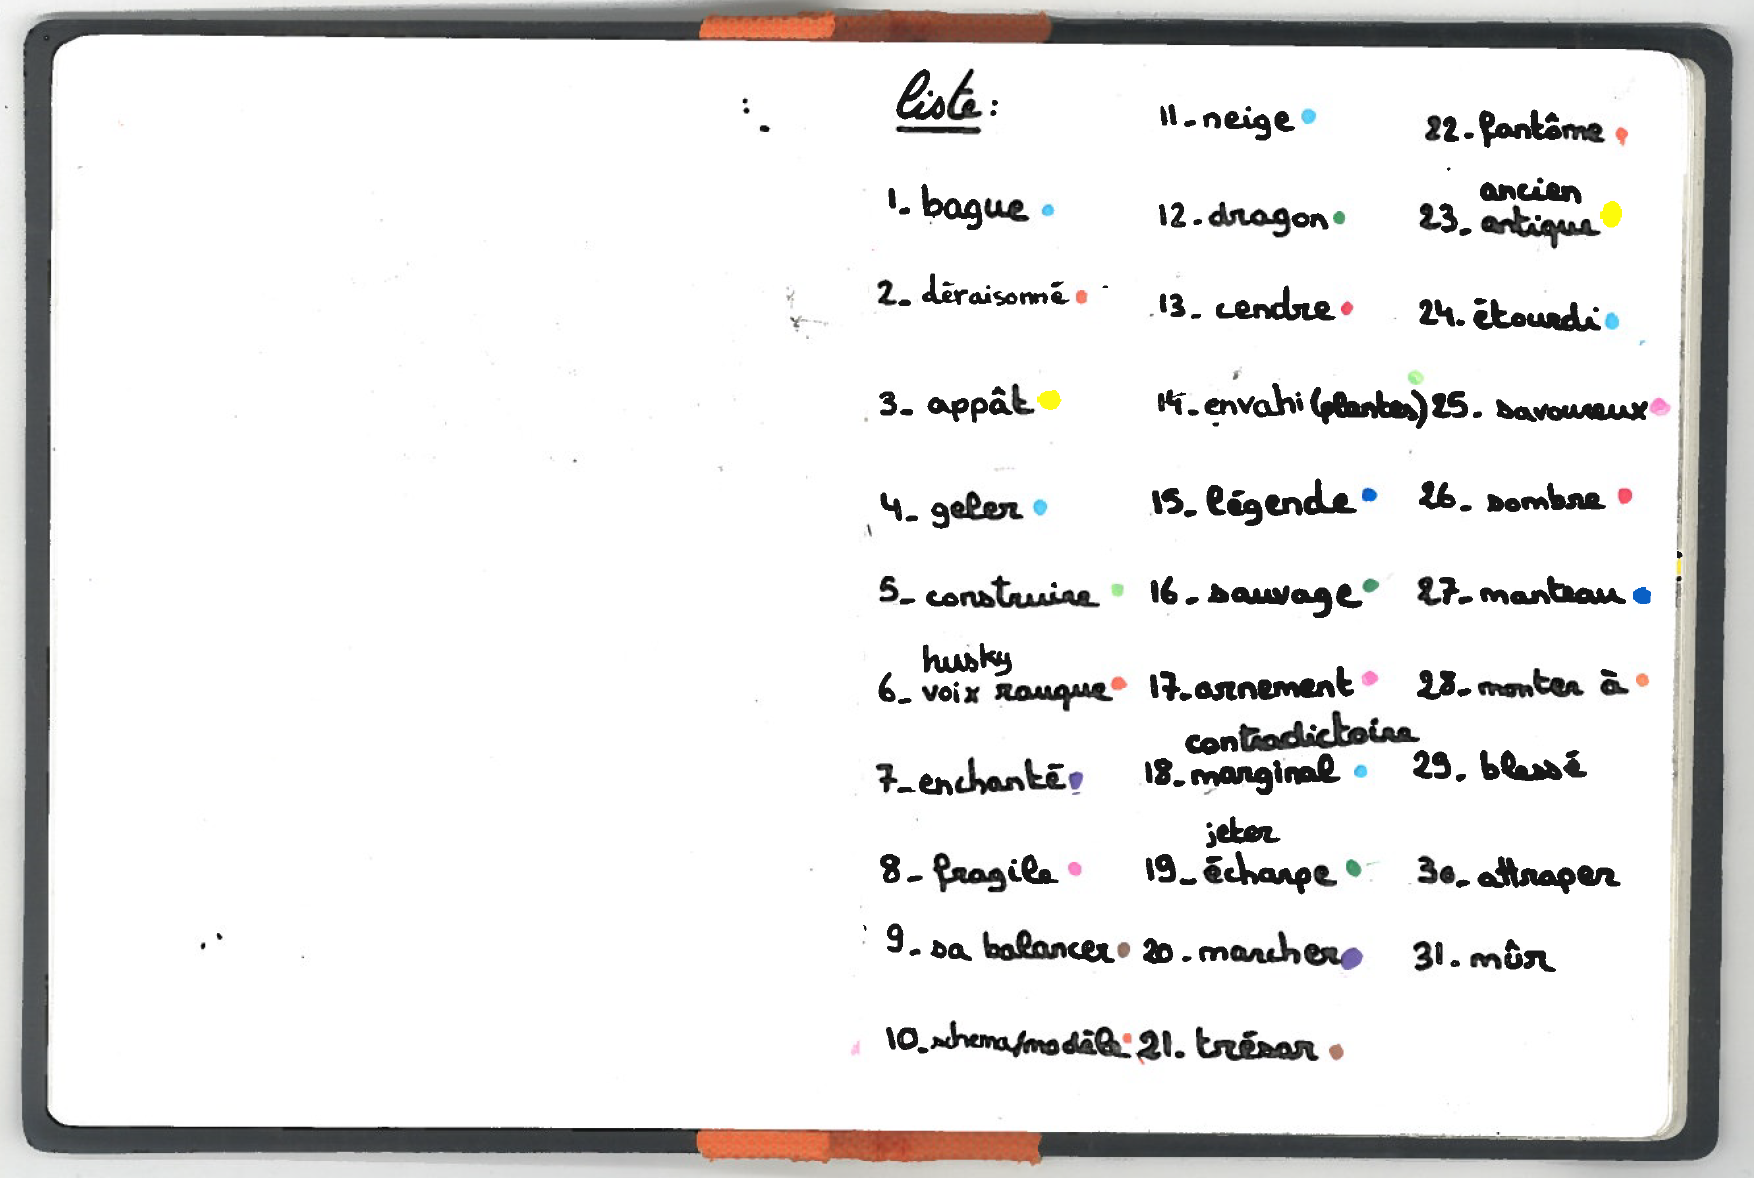 liste:
1. bague
2. déraisonné
3. appât
4. geler
5. construire
husky
6. voix rauque
7. enchanté
8. fragile
9. sa balancer
10. schema/modèle
11. neige
12. dragon
13. cendre
14. envahi (plantes)
15. légende
16. sauvage
17. ornement
contradictoire
18. marginal
jeter
19. écharpe
20. marcher
21. trésor
22. fantôme
ancien
23. antique
24. étourdi
25. savoureux
26. sombre
27. manteau
28. monter à
29. blessé
30. attraper
31. mûr